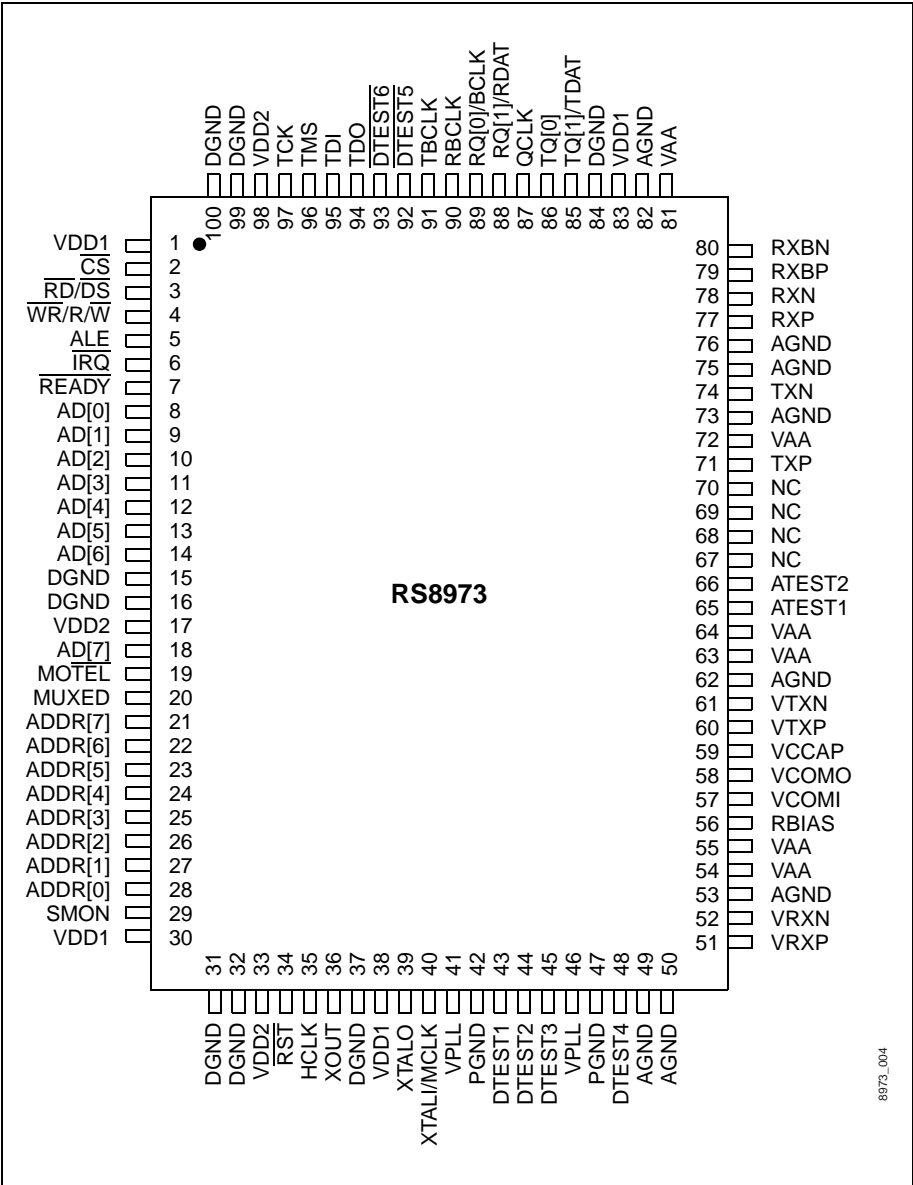 DGND
DGND
VDD2
TCK
TMS
TDI
TDO
DTEST6
DTEST5
TBCLK
RBCLK
RQ[0]/BCLK
RQ[1]/RDAT
QCLK
TQ[0]
TQ[1]/TDAT
DGND
VDD1
AGND
VAA
100 99 98 97 96 95 94 93 92 91 90 89 88 87 86 85 84 83 82 81
VDD1 1
CS 2
RD/DS 3
WR/R/W 4
ALE 5
IRQ 6
READY 7
AD[0] 8
AD[1] 9
AD[2] 10
AD[3] 11
AD[4] 12
AD[5] 13
AD[6] 14
DGND 15
DGND 16
VDD2 17
AD[7] 18
MOTEL 19
MUXED 20
ADDR[7] 21
ADDR[6] 22
ADDR[5] 23
ADDR[4] 24
ADDR[3] 25
ADDR[2] 26
ADDR[1] 27
ADDR[0] 28
SMON 29
VDD1 30
RS8973
80 RXBN
79 RXBP
78 RXN
77 RXP
76 AGND
75 AGND
74 TXN
73 AGND
72 VAA
71 TXP
70 NC
69 NC
68 NC
67 NC
66 ATEST2
65 ATEST1
64 VAA
63 VAA
62 AGND
61 VTXN
60 VTXP
59 VCCAP
58 VCOMO
57 VCOMI
56 RBIAS
55 VAA
54 VAA
53 AGND
52 VRXN
51 VRXP
31 32 33 34 35 36 37 38 39 40 41 42 43 44 45 46 47 48 49 50
DGND
DGND
VDD2
RST
HCLK
XOUT
DGND
VDD1
XTALO
XTALI/MCLK
VPLL
PGND
DTEST1
DTEST2
DTEST3
VPLL
PGND
DTEST4
AGND
AGND
8973_004